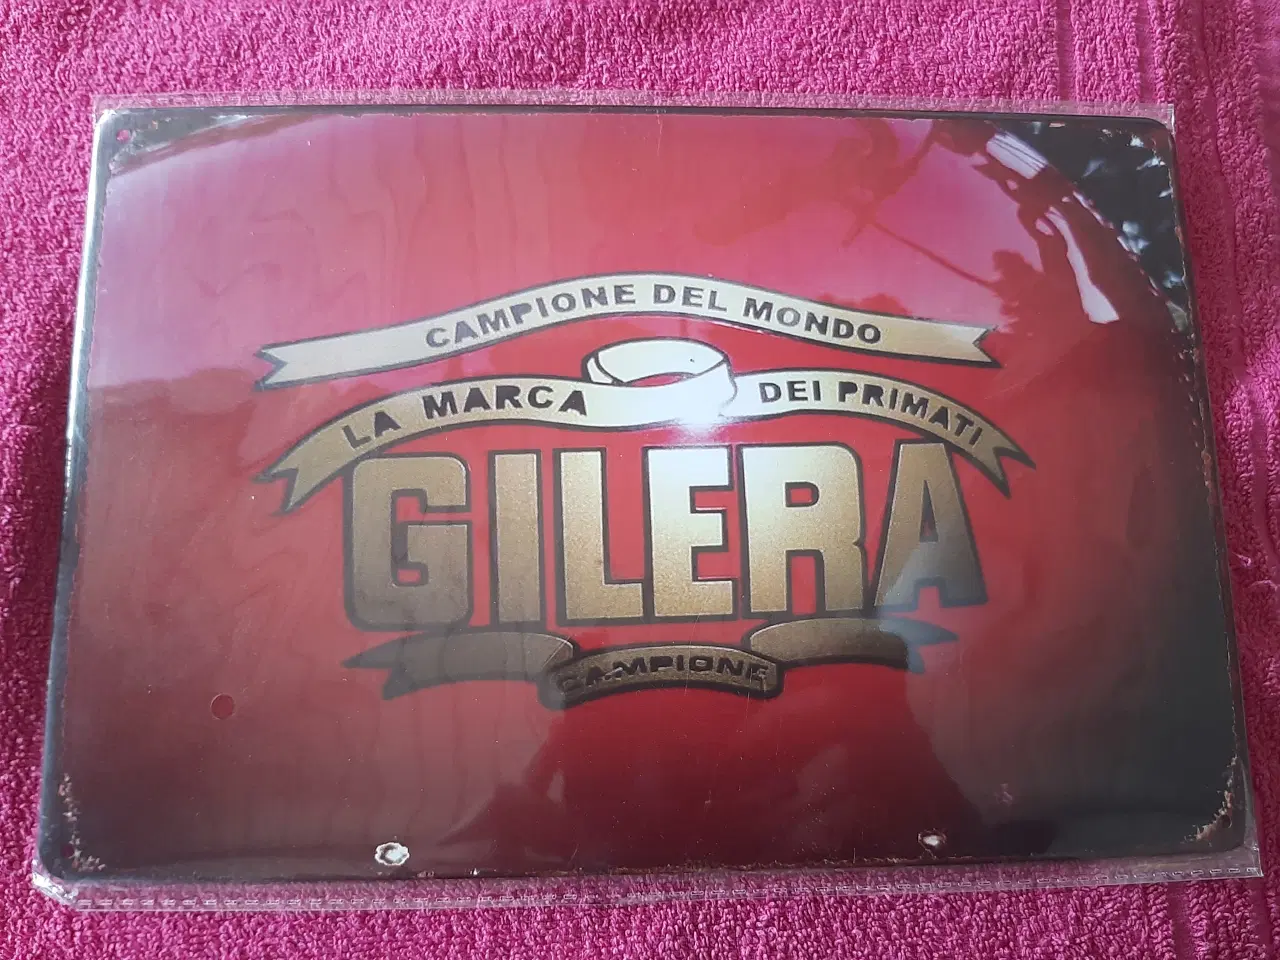 CAMPIONE DEL MONDO
LA MARCA DEI PRIMATI
GILERA
CAMPIONE